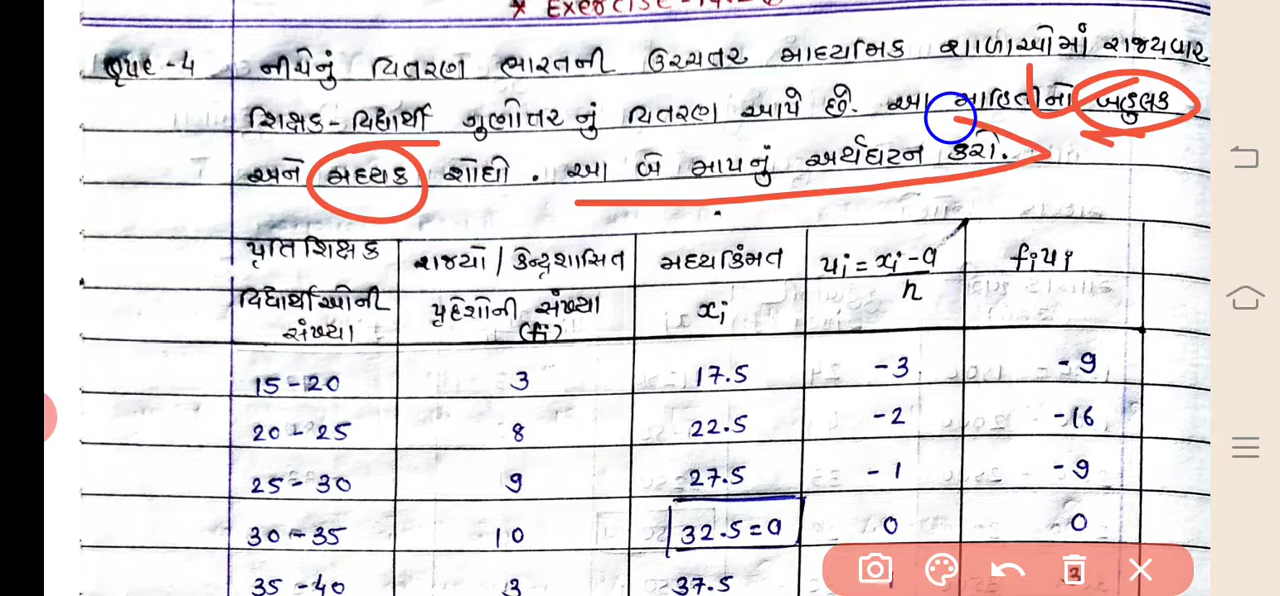 * Exercise
પ્રશ્ન-4 નીચેનું વિતરણ ભારતની ઉચ્ચતર માધ્યમિક શાળાઓમાં રાજ્યવાર
શિક્ષક-વિદ્યાર્થી ગુણોત્તરનું વિતરણ આપે છે. આ માહિતીનો બહુલક
અને મધ્યક શોધો. આ બે માપનું અર્થઘટન કરો.
પ્રતિશિક્ષક રાજ્યો / કેન્દ્રશાસિત મધ્યકિંમત ui = xi - a fiui
વિદ્યાર્થીઓની પ્રદેશોની સંખ્યા xi h
સંખ્યા (fi)
15-20 3 17.5 -3 -9
20-25 8 22.5 -2 -16
25-30 9 27.5 -1 -9
30-35 10 32.5=a 0 0
35-40 3 37.5